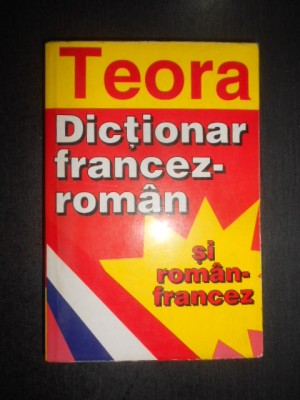 Teora
Dicționar
francez-
român
și
român-
francez